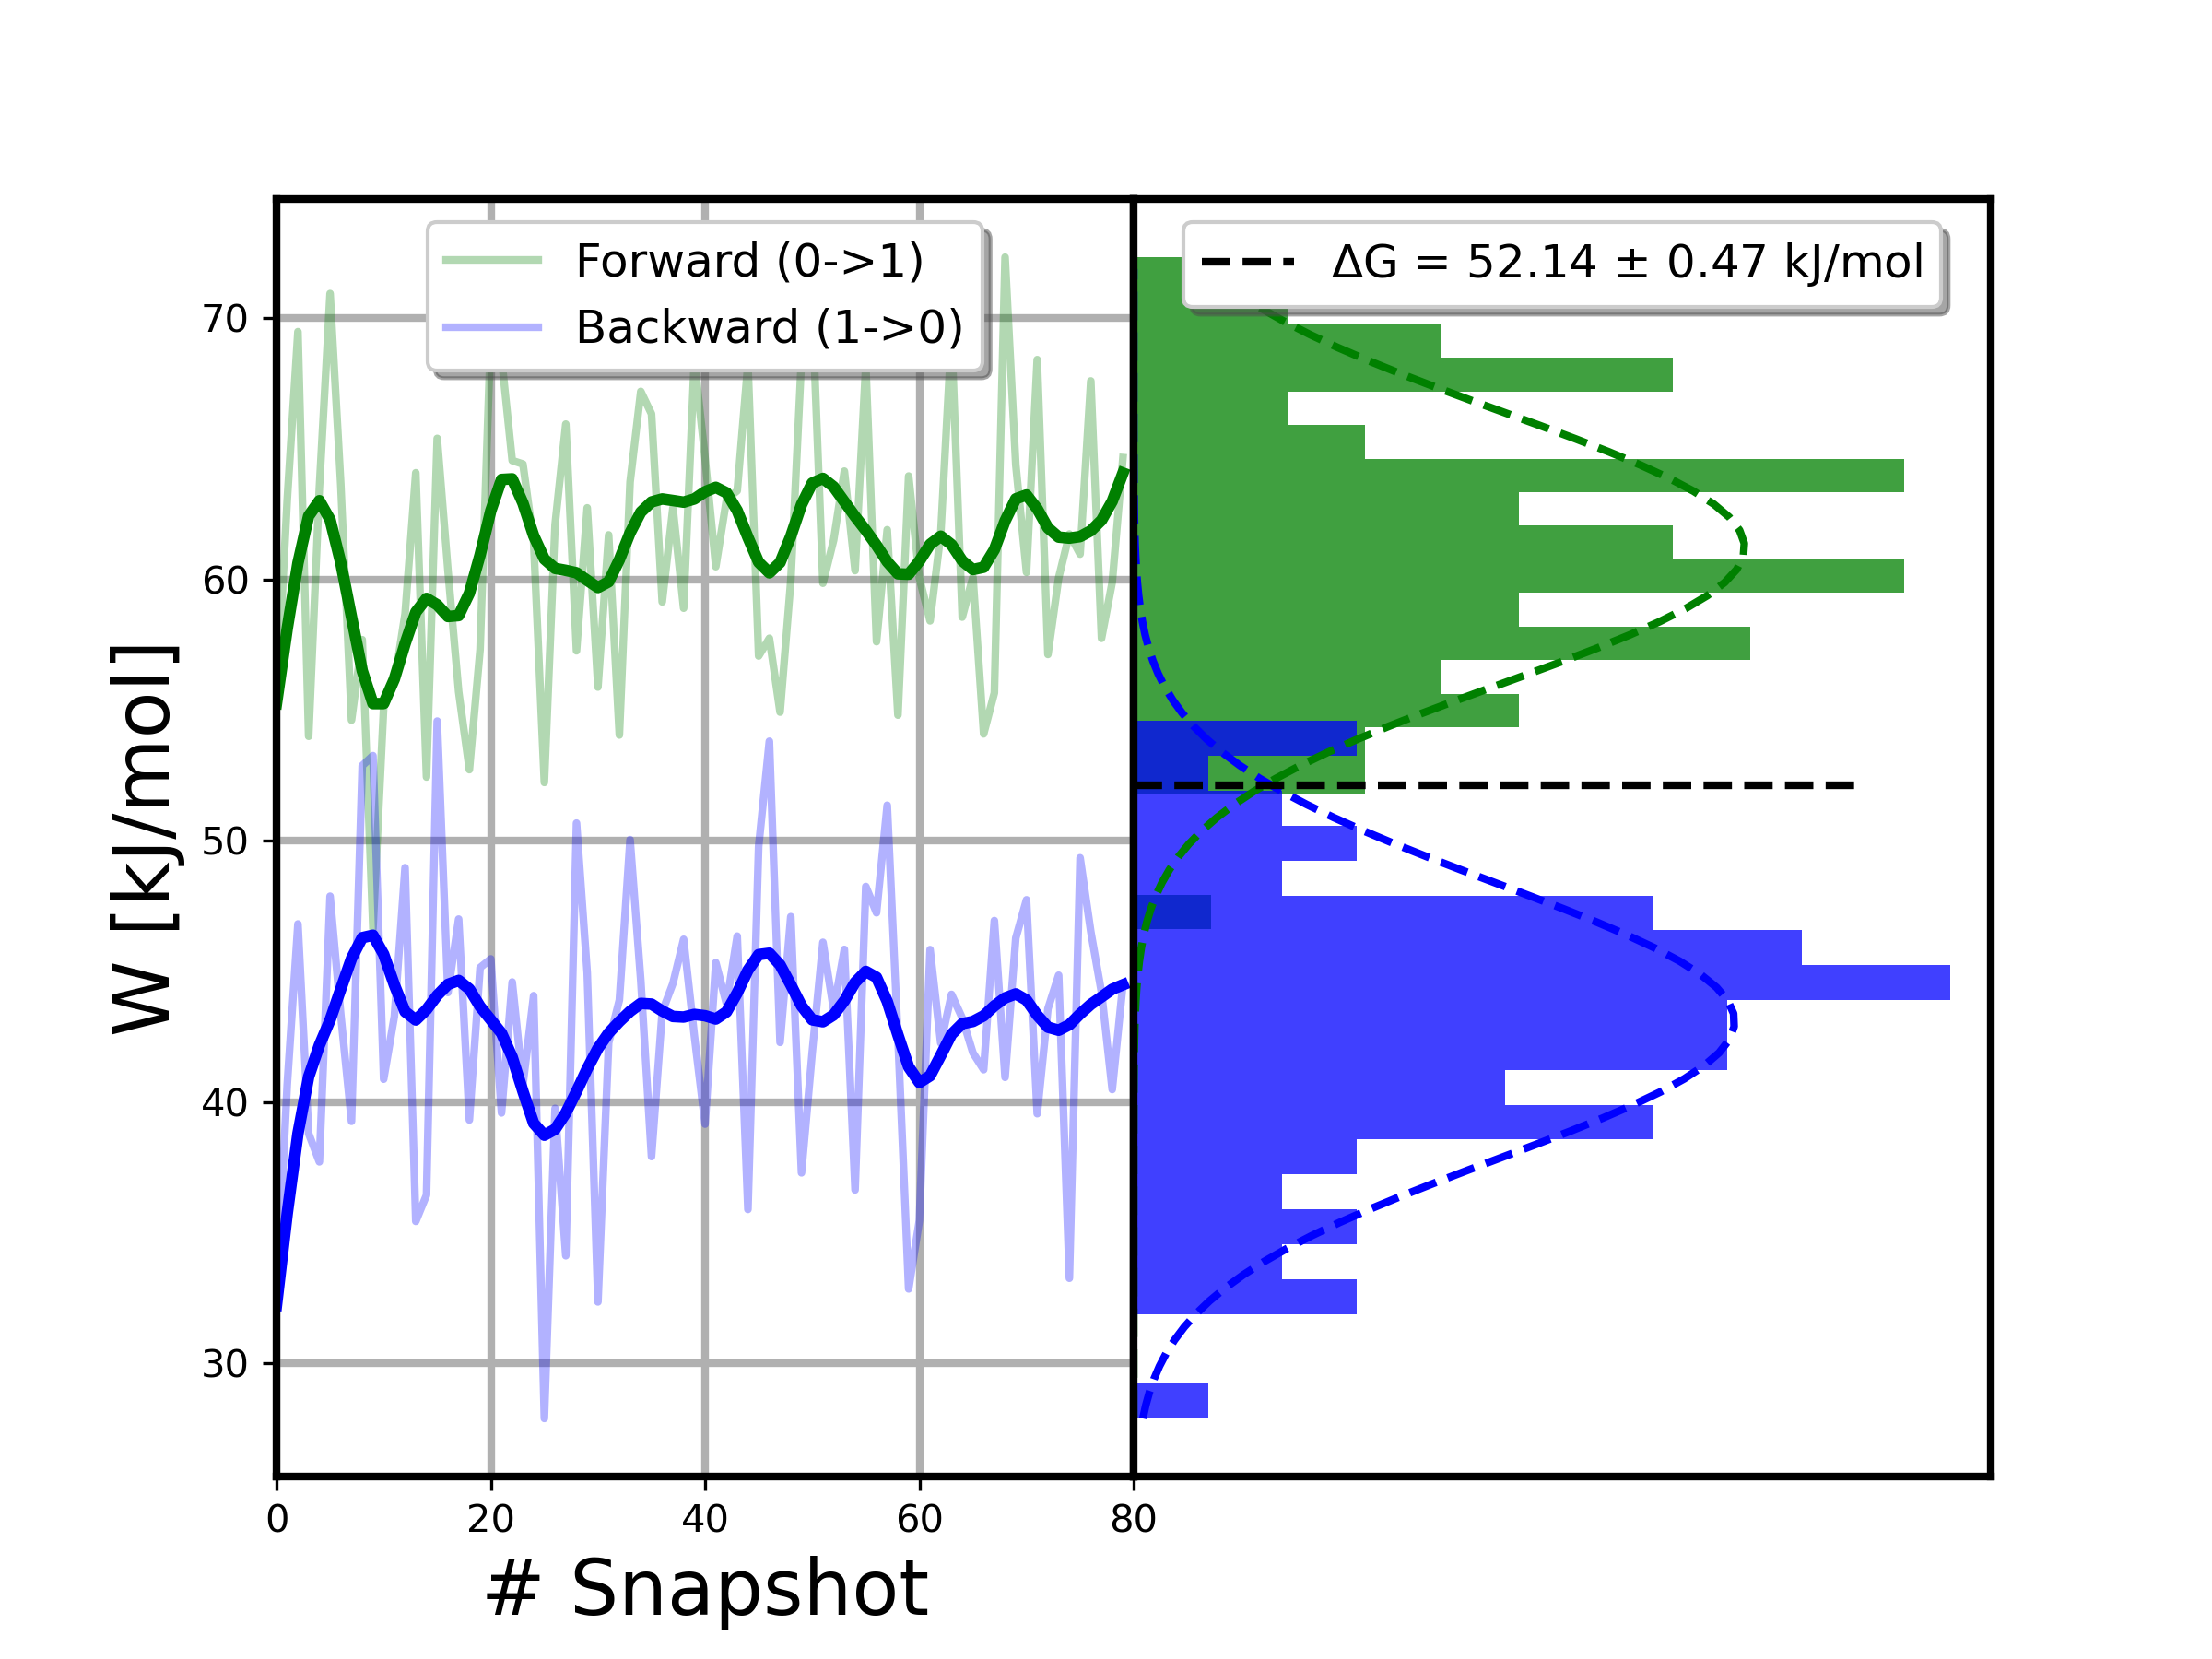 Forward (0->1)
Backward (1->0)
ΔG = 52.14 ± 0.47 kJ/mol
W [kJ/mol]
70
60
50
40
30
0
20
40
60
80
# Snapshot